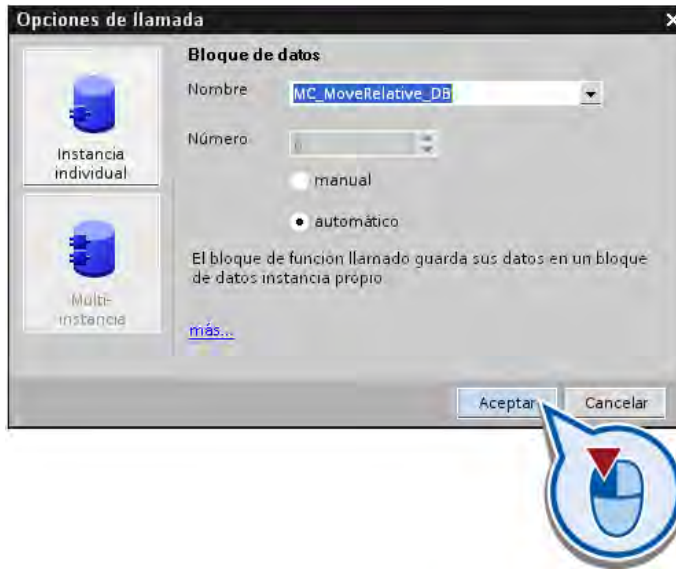 Opciones de llamada
Bloque de datos
Nombre
MC_MoveRelative_DB
Número
manual
automático
El bloque de función llamado guarda sus datos en un bloque
de datos instancia propio
más...
Instancia
individual
Multi-
instancia
Aceptar
Cancelar